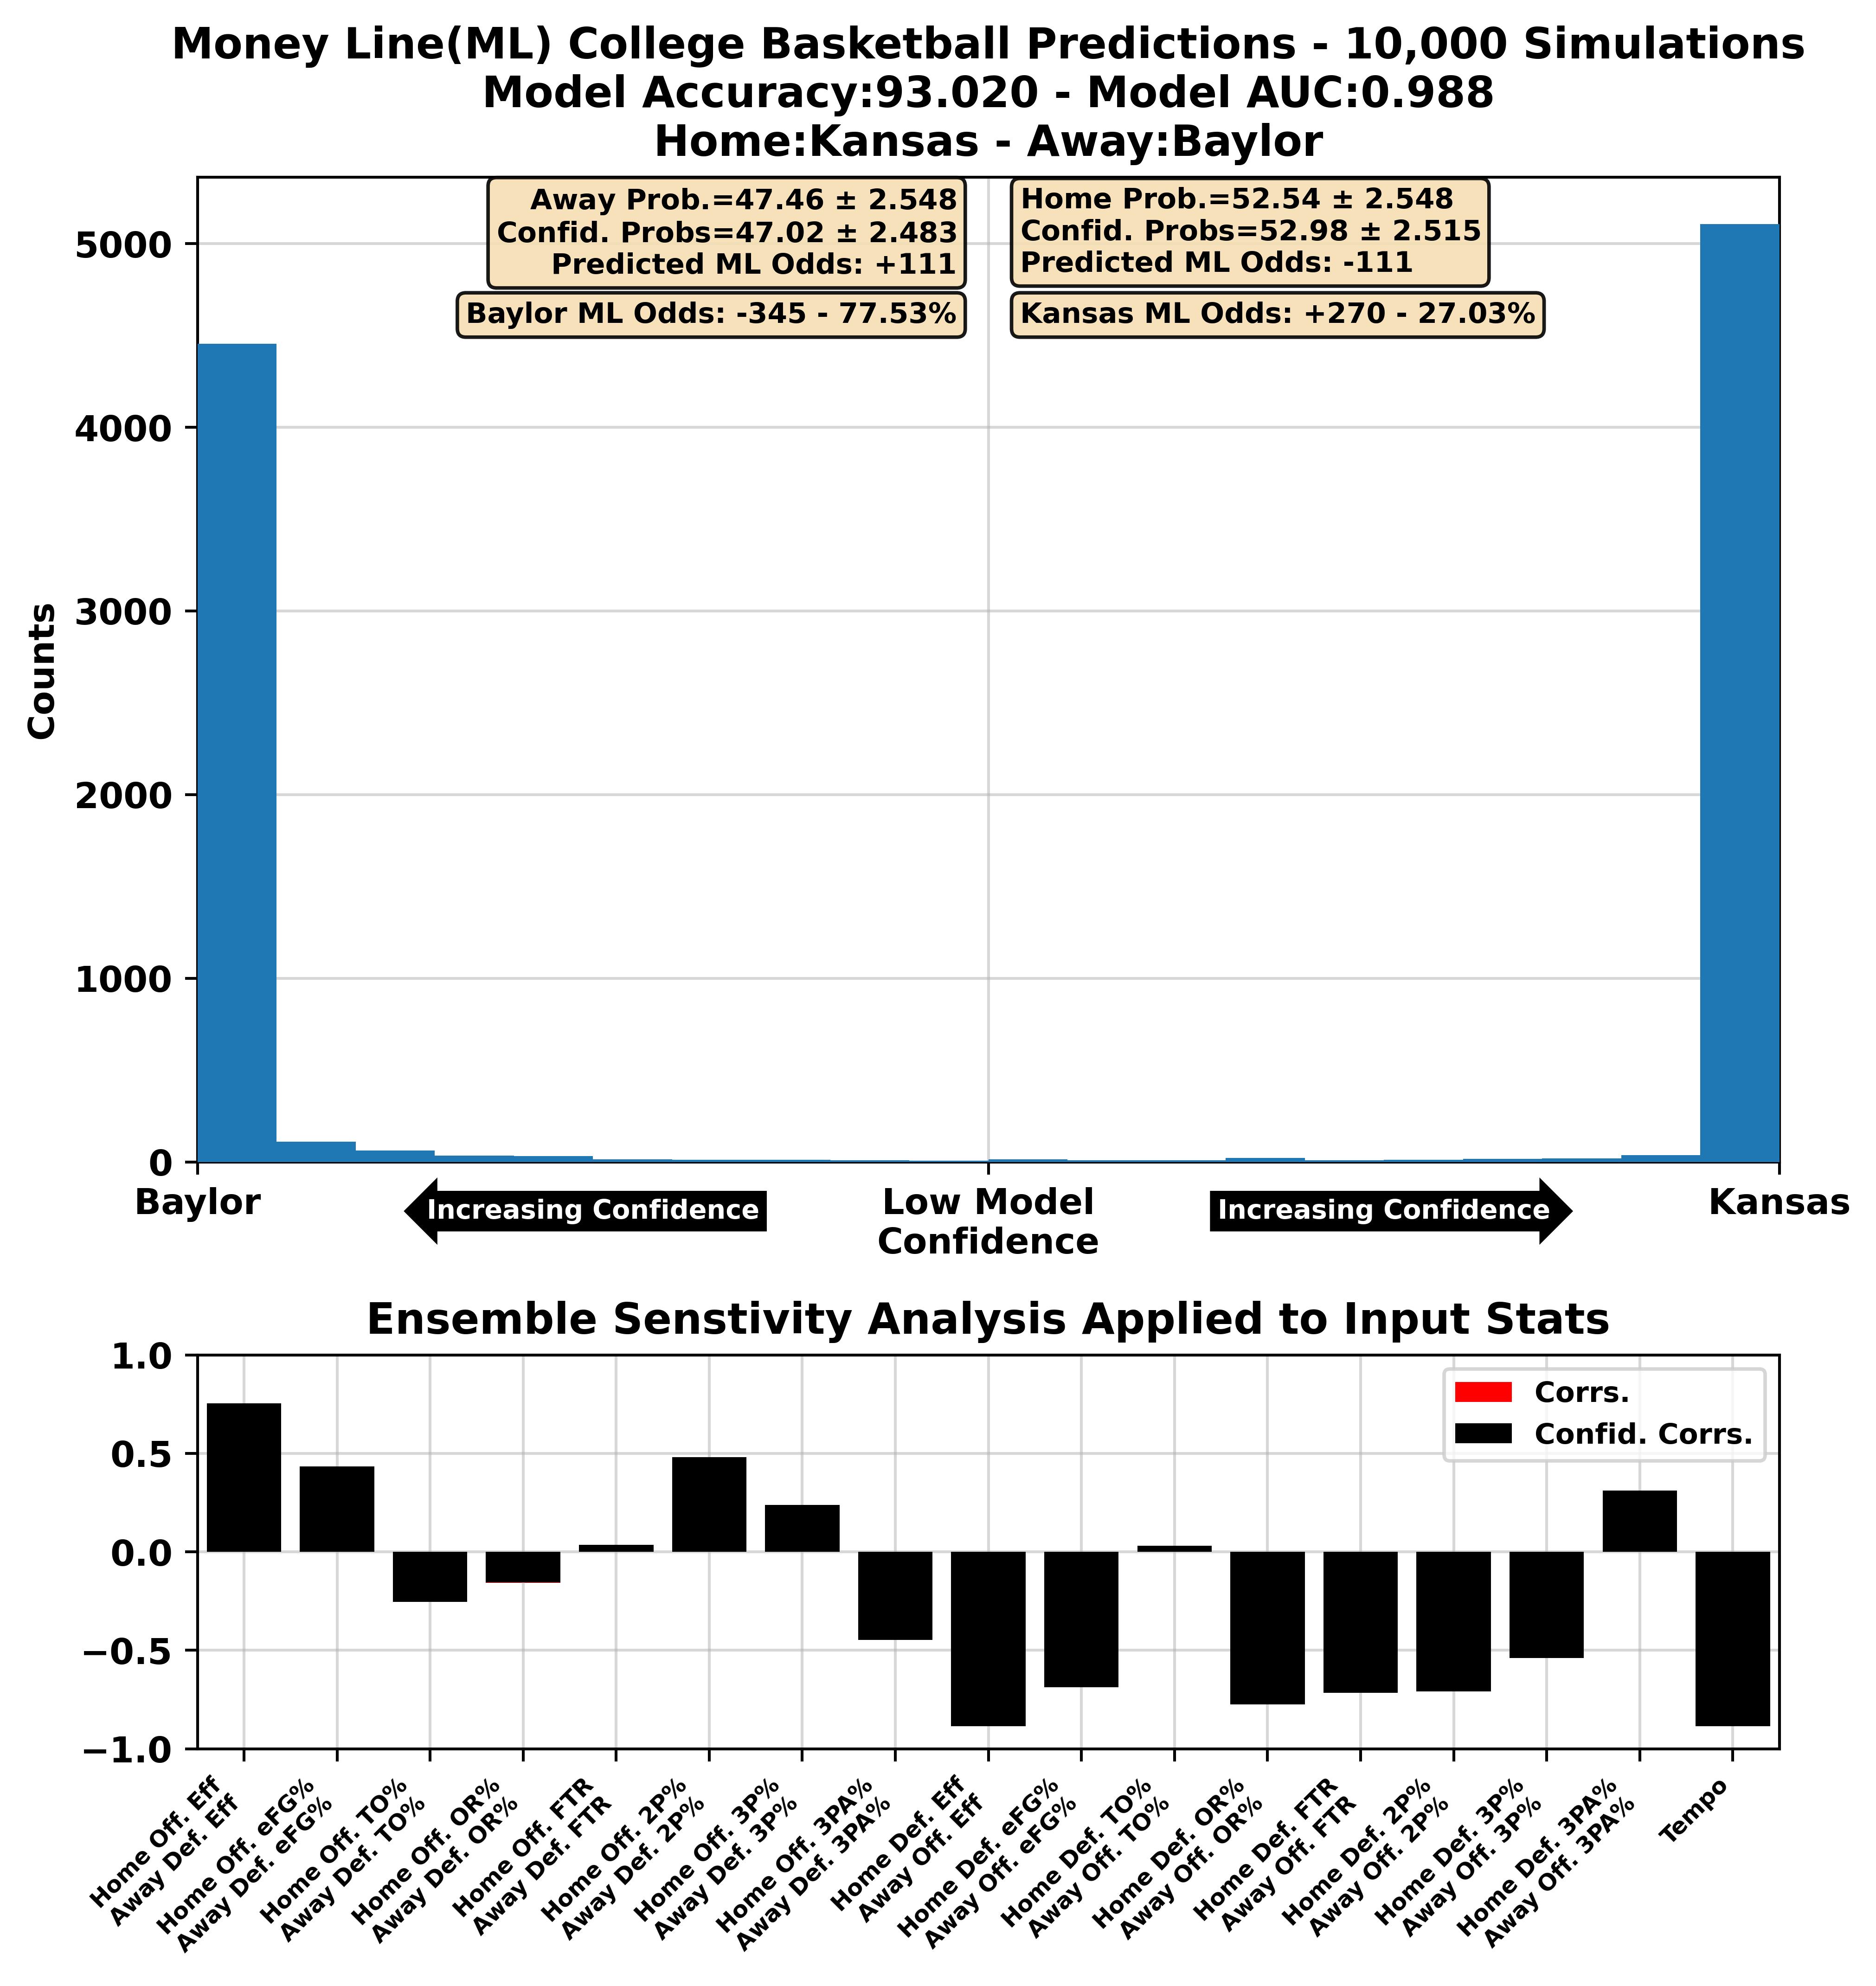 Money Line(ML) College Basketball Predictions - 10,000 Simulations
Model Accuracy:93.020 - Model AUC:0.988
Home:Kansas - Away:Baylor
Away Prob.=47.46 ± 2.548
Confid. Probs=47.02 ± 2.483
Predicted ML Odds: +111
Baylor ML Odds: -345 - 77.53%
Home Prob.=52.54 ± 2.548
Confid. Probs=52.98 ± 2.515
Predicted ML Odds: -111
Kansas ML Odds: +270 - 27.03%
Counts
5000
4000
3000
2000
1000
0
Baylor
Increasing Confidence
Low Model
Confidence
Increasing Confidence
Kansas
Ensemble Senstivity Analysis Applied to Input Stats
Corrs.
Confid. Corrs.
1.0
0.5
0.0
−0.5
−1.0
Home Off. Eff
Away Def. Eff
Home Off. eFG%
Away Def. eFG%
Home Off. TO%
Away Def. TO%
Home Off. OR%
Away Def. OR%
Home Off. FTR
Away Def. FTR
Home Off. 2P%
Away Def. 2P%
Home Off. 3P%
Away Def. 3P%
Home Off. 3PA%
Away Def. 3PA%
Home Def. Eff
Away Off. Eff
Home Def. eFG%
Away Off. eFG%
Home Def. TO%
Away Off. TO%
Home Def. OR%
Away Off. OR%
Home Def. FTR
Away Off. FTR
Home Def. 2P%
Away Off. 2P%
Home Def. 3P%
Away Off. 3P%
Home Def. 3PA%
Away Off. 3PA%
Tempo